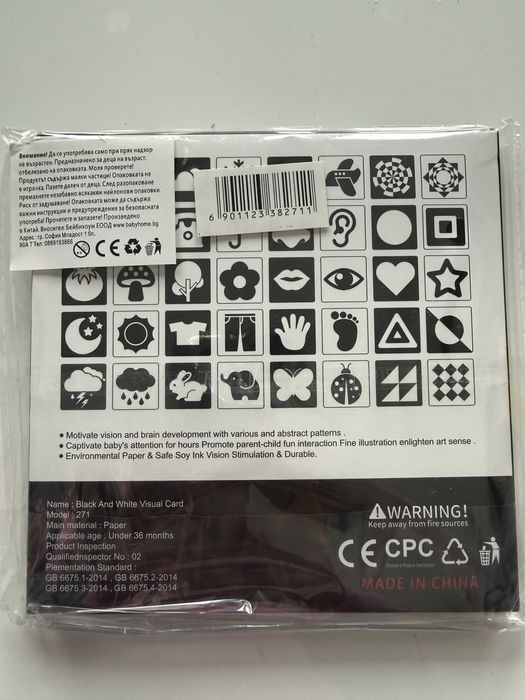 Внимание! Да се употребява само при пряк надзор
на възрастен. Предназначено за деца на възраст:
отбелязано на опаковката. Моля проверете!
Продуктът съдържа малки частици! Опаковката не
е играчка. Пазете далеч от деца. След разопаковане
премахнете незабавно всякакви найлонови опаковки.
Риск от задушаване! Опаковката може да съдържа
важни инструкции и предупреждения за безопасната
употреба! Прочетете и запазете! Произведено
в Китай. Вносител: Бейбихоум ЕООД www.babyhome.bg
Адрес: гр. София Младост 1 бл.
90А Т Тел: 0889193866
6 901123 382711
Motivate vision and brain development with various and abstract patterns .
Captivate baby's attention for hours Promote parent-child fun interaction Fine illustration enlighten art sense .
Environmental Paper & Safe Soy Ink Vision Stimulation & Durable.
Name : Black And White Visual Card
Model : 271
Main material : Paper
Applicable age : Under 36 months
Product Inspection
Qualifiednspector No : 02
Plementation Standard :
GB 6675.1-2014 , GB 6675.2-2014
GB 6675.3-2014 , GB 6675.4-2014
WARNING!
Keep away from fire sources
CE CPC
Children's Product Certification
MADE IN CHINA